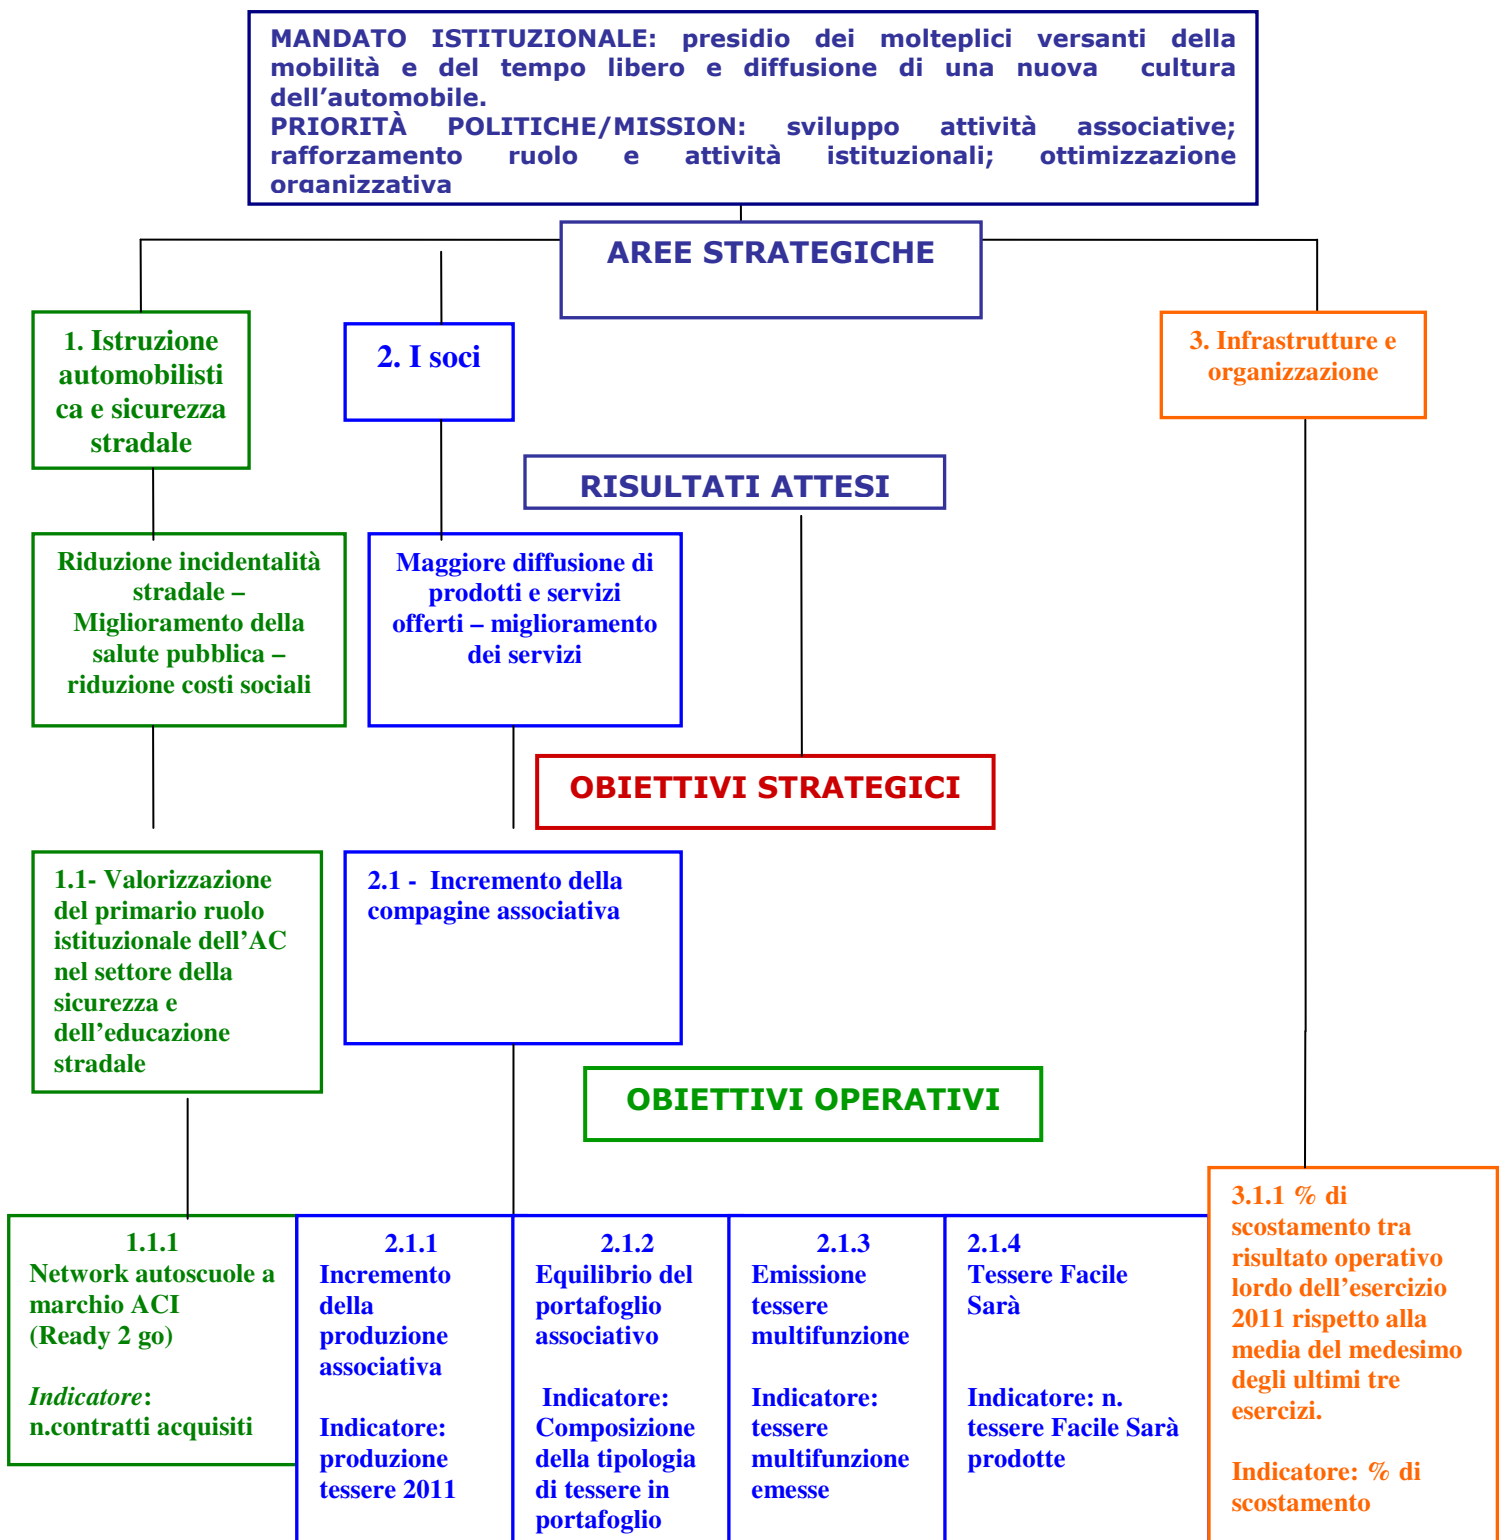 MANDATO ISTITUZIONALE: presidio dei molteplici versanti della
mobilità e del tempo libero e diffusione di una nuova cultura
dell'automobile.
PRIORITÀ POLITICHE/MISSION: sviluppo attività associative;
rafforzamento ruolo e attività istituzionali; ottimizzazione
organizzativa
AREE STRATEGICHE
1. Istruzione
automobilisti
ca e sicurezza
stradale
2. I soci
3. Infrastrutture e
organizzazione
RISULTATI ATTESI
Riduzione incidentalità
stradale –
Miglioramento della
salute pubblica –
riduzione costi sociali
Maggiore diffusione di
prodotti e servizi
offerti – miglioramento
dei servizi
OBIETTIVI STRATEGICI
1.1- Valorizzazione
del primario ruolo
istituzionale dell'AC
nel settore della
sicurezza e
dell'educazione
stradale
2.1 - Incremento della
compagine associativa
OBIETTIVI OPERATIVI
1.1.1
Network autoscuole a
marchio ACI
(Ready 2 go)
Indicatore:
n.contratti acquisiti
2.1.1
Incremento
della
produzione
associativa
Indicatore:
produzione
tessere 2011
2.1.2
Equilibrio del
portafoglio
associativo
Indicatore:
Composizione
della tipologia
di tessere in
portafoglio
2.1.3
Emissione
tessere
multifunzione
Indicatore:
tessere
multifunzione
emesse
2.1.4
Tessere Facile
Sarà
Indicatore: n.
tessere Facile Sarà
prodotte
3.1.1 % di
scostamento tra
risultato operativo
lordo dell'esercizio
2011 rispetto alla
media del medesimo
degli ultimi tre
esercizi.
Indicatore: % di
scostamento